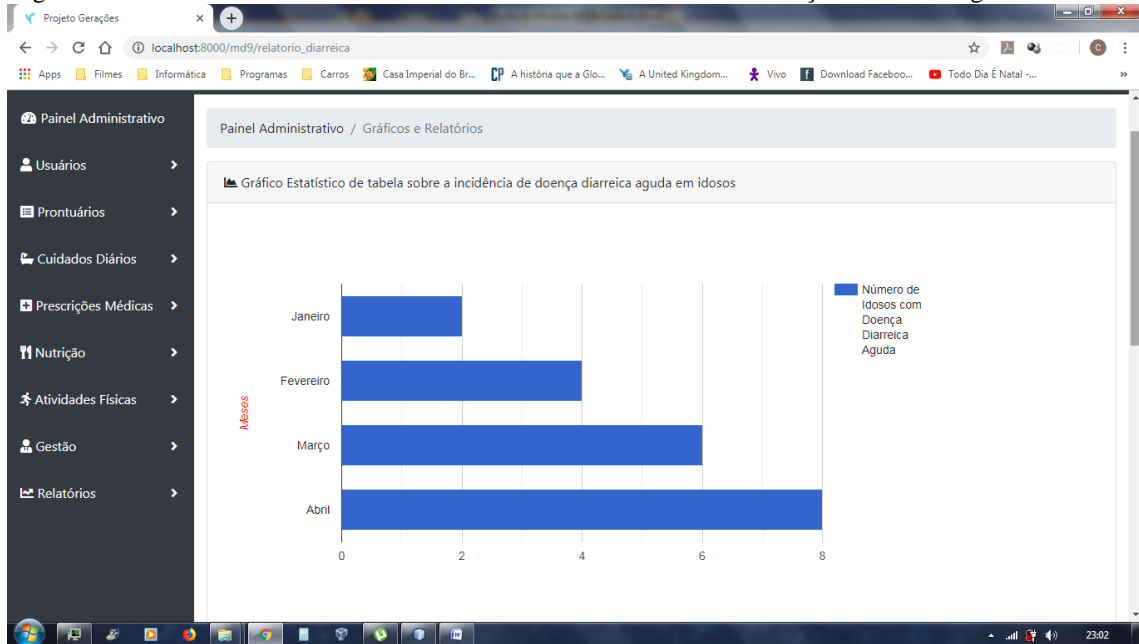 Projeto Gerações
localhost:8000/md9/relatorio_diarreica
C
Apps Filmes Informática Programas Carros Casa Imperial do Br... A história que a Glo... A United Kingdom... Vivo Download Faceboo... Todo Dia É Natal -... »
Painel Administrativo
Usuários
Prontuários
Cuidados Diários
Prescrições Médicas
Nutrição
Atividades Físicas
Gestão
Relatórios
Painel Administrativo / Gráficos e Relatórios
Gráfico Estatístico de tabela sobre a incidência de doença diarreica aguda em idosos
Meses
Janeiro
Fevereiro
Março
Abril
0 2 4 6 8
Número de
Idosos com
Doença
Diarreica
Aguda
23:02